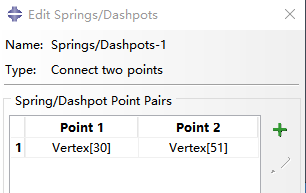 Edit Springs/Dashpots
Name: Springs/Dashpots-1
Type: Connect two points
Spring/Dashpot Point Pairs
Point 1 Point 2
1 Vertex[30] Vertex[51]